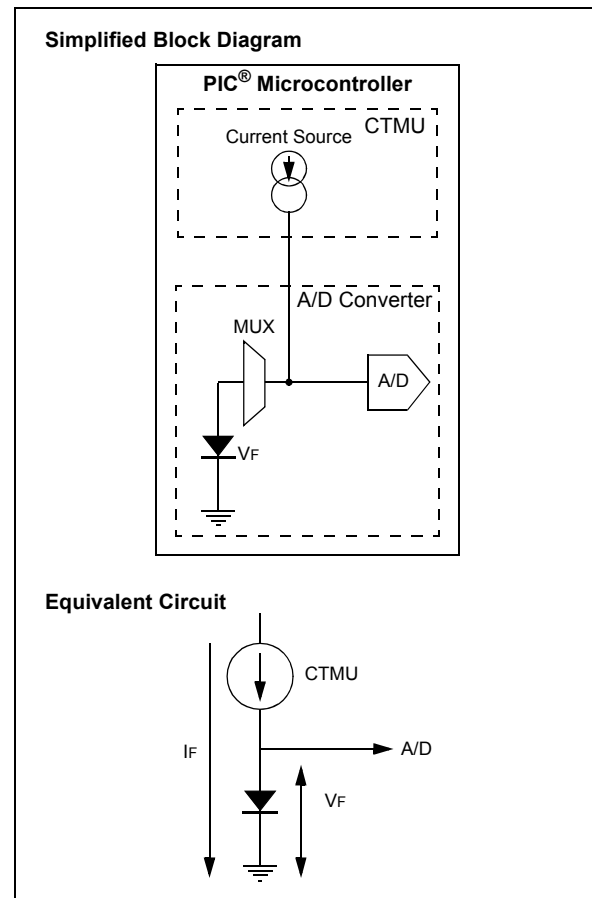 Simplified Block Diagram
PIC® Microcontroller
CTMU
Current Source
A/D Converter
MUX
A/D
VF
Equivalent Circuit
CTMU
IF
A/D
VF